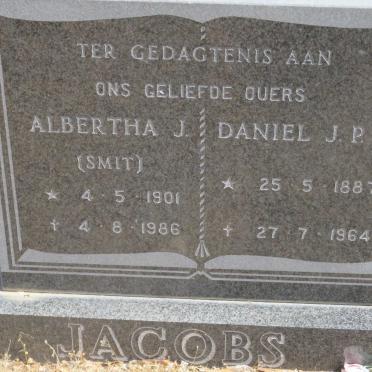 TER GEDAGTENIS AAN
ONS GELIEFDE OUERS
ALBERTHA J.
(SMIT)
★ 4·5·1901
✝ 4·8·1986
DANIEL J.P.
★ 25·5·1887
✝ 27·7·1964
JACOBS